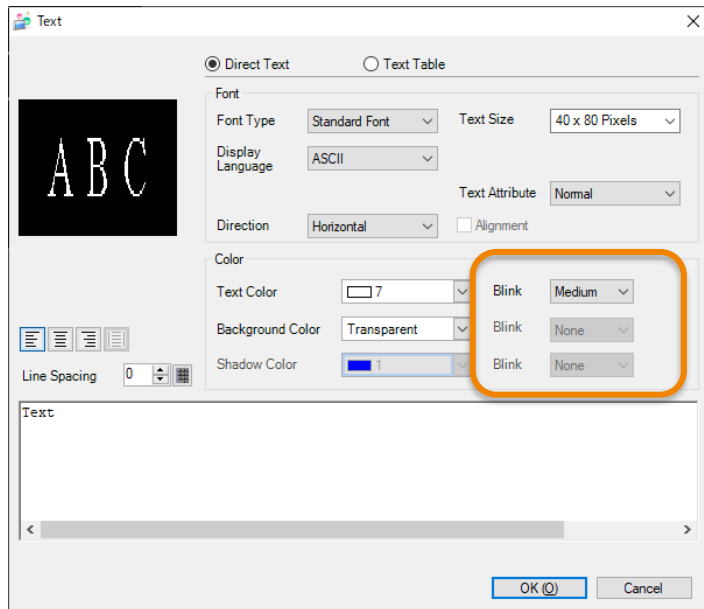 Text
Direct Text Text Table
Font
Font Type Standard Font Text Size 40 x 80 Pixels
Display Language ASCII
Text Attribute Normal
Direction Horizontal Alignment
ABC
Color
Text Color 7 Blink Medium
Background Color Transparent Blink None
Shadow Color 1 Blink None
Line Spacing 0
Text
OK (O) Cancel